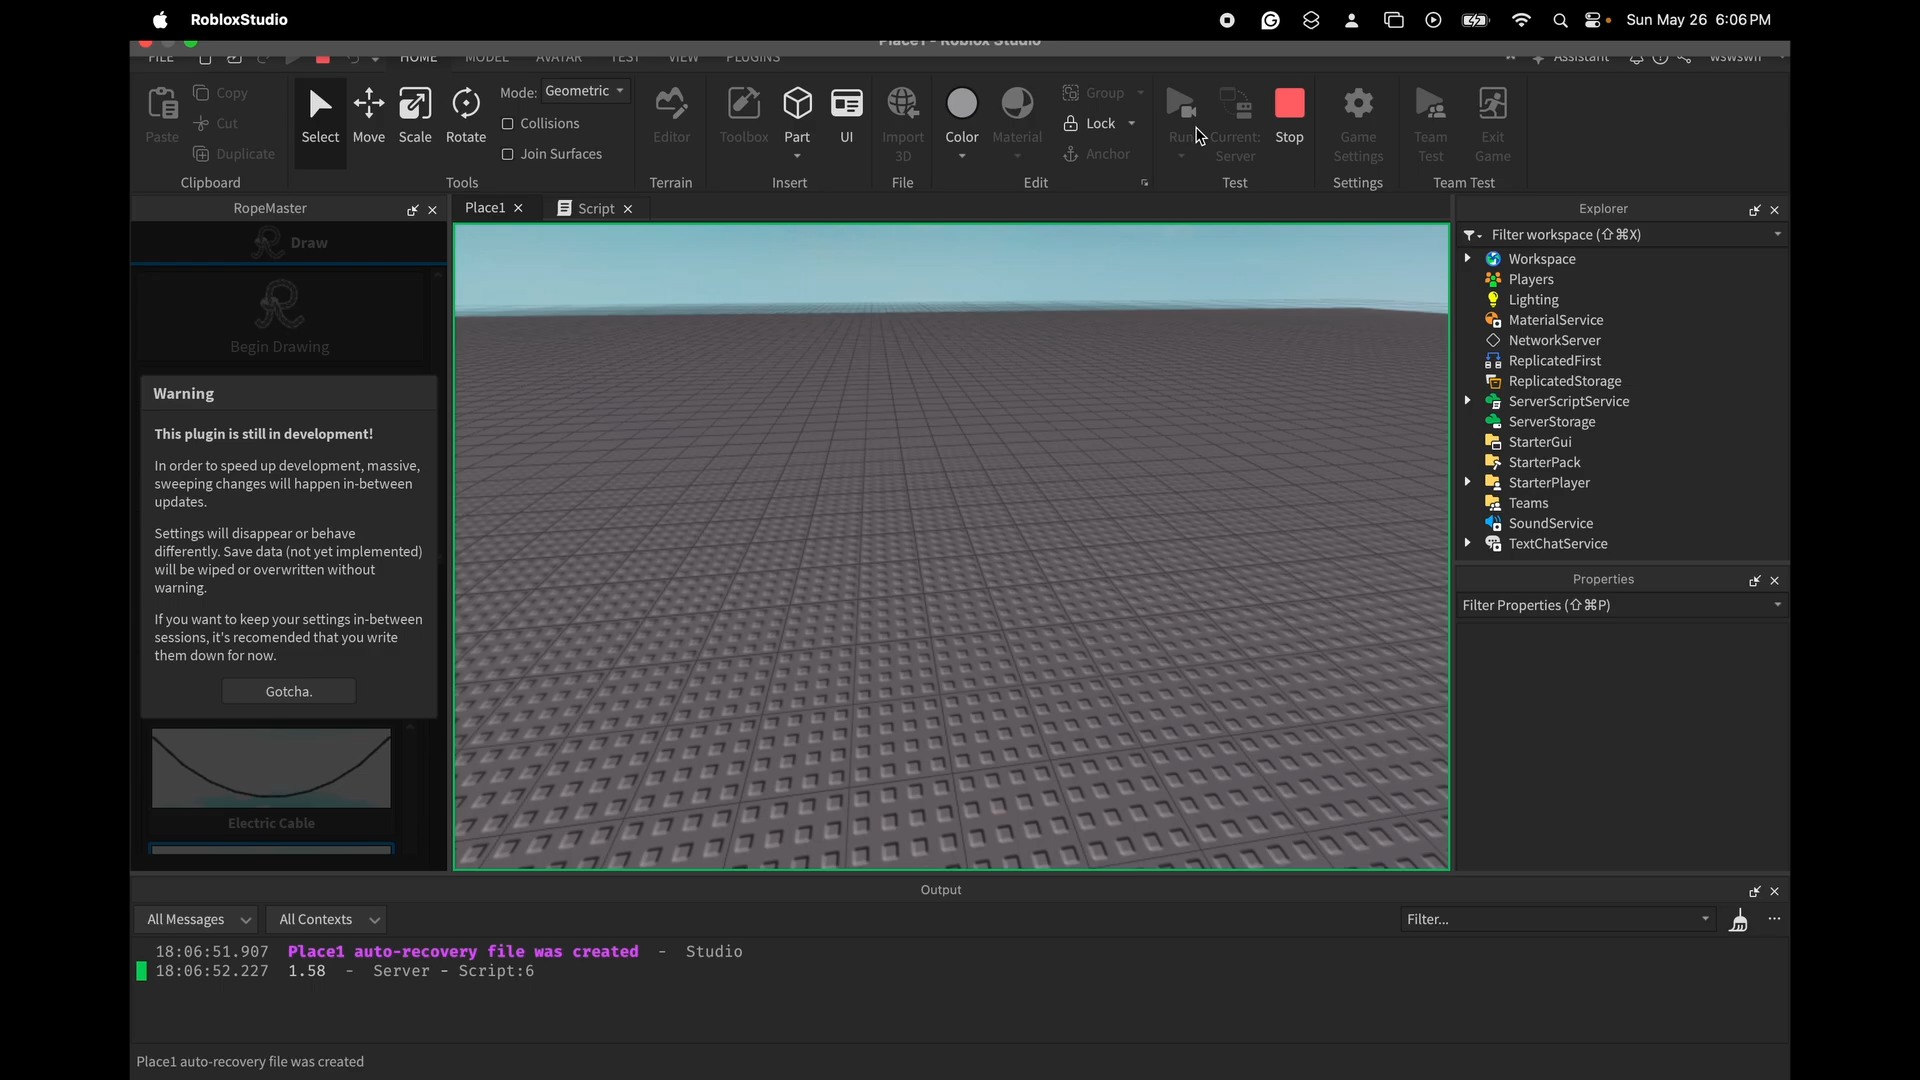 RobloxStudio
Sun May 26 6:06 PM
Place1 - Roblox Studio
FILE
HOME
MODEL
AVATAR
TEST
VIEW
PLUGINS
Assistant
Paste
Copy
Cut
Duplicate
Clipboard
Select
Move
Scale
Rotate
Mode: Geometric
Collisions
Join Surfaces
Tools
Editor
Terrain
Toolbox
Part
UI
Insert
Import
3D
File
Color
Material
Group
Lock
Anchor
Edit
Run
Current:
Server
Stop
Test
Game
Settings
Settings
Team
Test
Exit
Game
Team Test
RopeMaster
Draw
Begin Drawing
Warning
This plugin is still in development!
In order to speed up development, massive,
sweeping changes will happen in-between
updates.
Settings will disappear or behave
differently. Save data (not yet implemented)
will be wiped or overwritten without
warning.
If you want to keep your settings in-between
sessions, it's recomended that you write
them down for now.
Gotcha.
Electric Cable
Place1
Script
Explorer
Filter workspace (⇧⌘X)
Workspace
Players
Lighting
MaterialService
NetworkServer
ReplicatedFirst
ReplicatedStorage
ServerScriptService
ServerStorage
StarterGui
StarterPack
StarterPlayer
Teams
SoundService
TextChatService
Properties
Filter Properties (⇧⌘P)
Output
All Messages
All Contexts
Filter...
18:06:51.907 Place1 auto-recovery file was created - Studio
18:06:52.227 1.58 - Server - Script:6
Place1 auto-recovery file was created